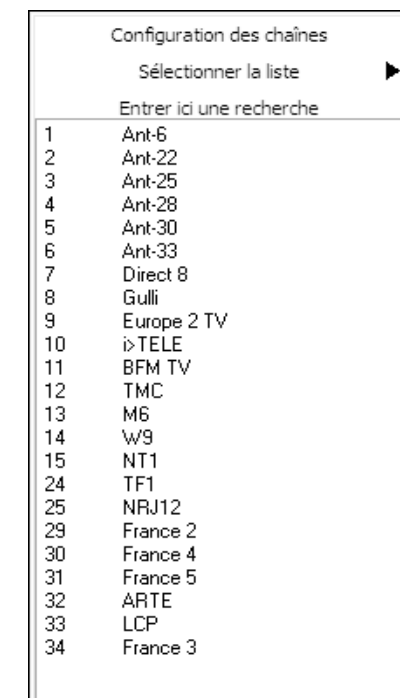 Configuration des chaînes
Sélectionner la liste
Entrer ici une recherche
1 Ant-6
2 Ant-22
3 Ant-25
4 Ant-28
5 Ant-30
6 Ant-33
7 Direct 8
8 Gulli
9 Europe 2 TV
10 i>TELE
11 BFM TV
12 TMC
13 M6
14 W9
15 NT1
24 TF1
25 NRJ12
29 France 2
30 France 4
31 France 5
32 ARTE
33 LCP
34 France 3